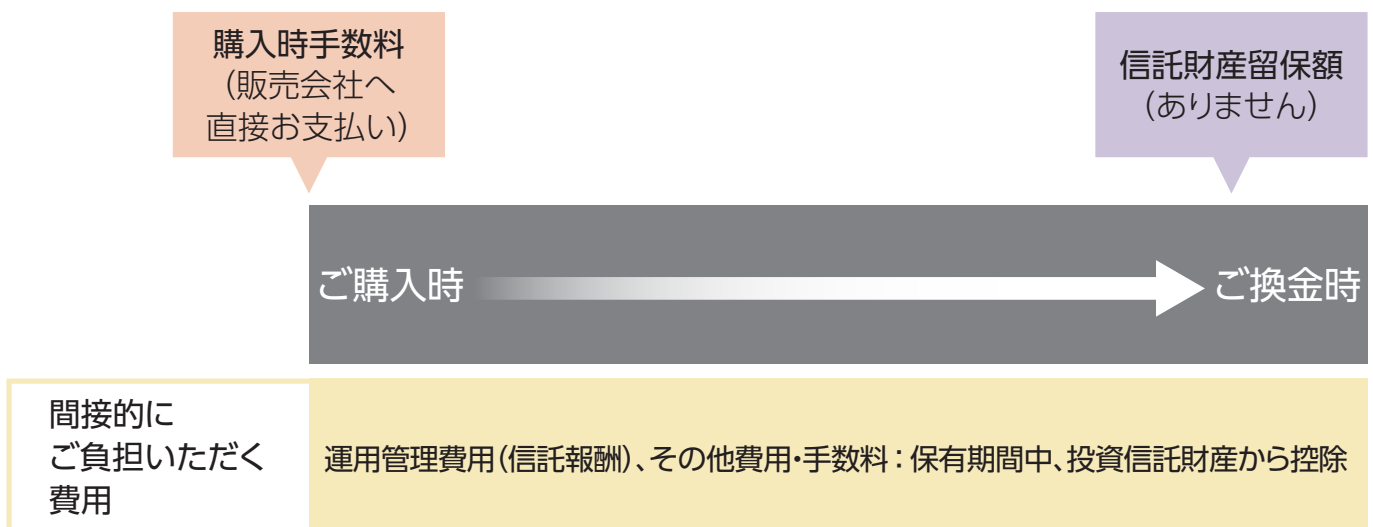 購入時手数料
(販売会社へ
直接お支払い)
信託財産留保額
(ありません)
ご購入時
ご換金時
間接的に
ご負担いただく
費用
運用管理費用(信託報酬)、その他費用・手数料:保有期間中、投資信託財産から控除